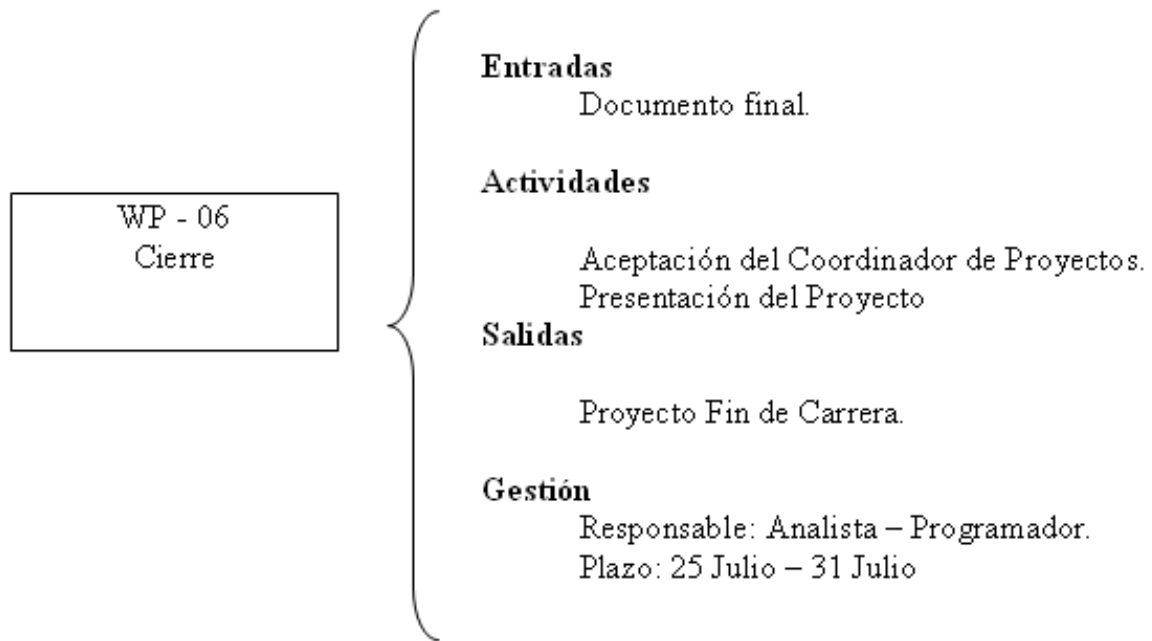 WP - 06
Cierre
Entradas
Documento final.
Actividades
Aceptación del Coordinador de Proyectos.
Presentación del Proyecto
Salidas
Proyecto Fin de Carrera.
Gestión
Responsable: Analista – Programador.
Plazo: 25 Julio – 31 Julio